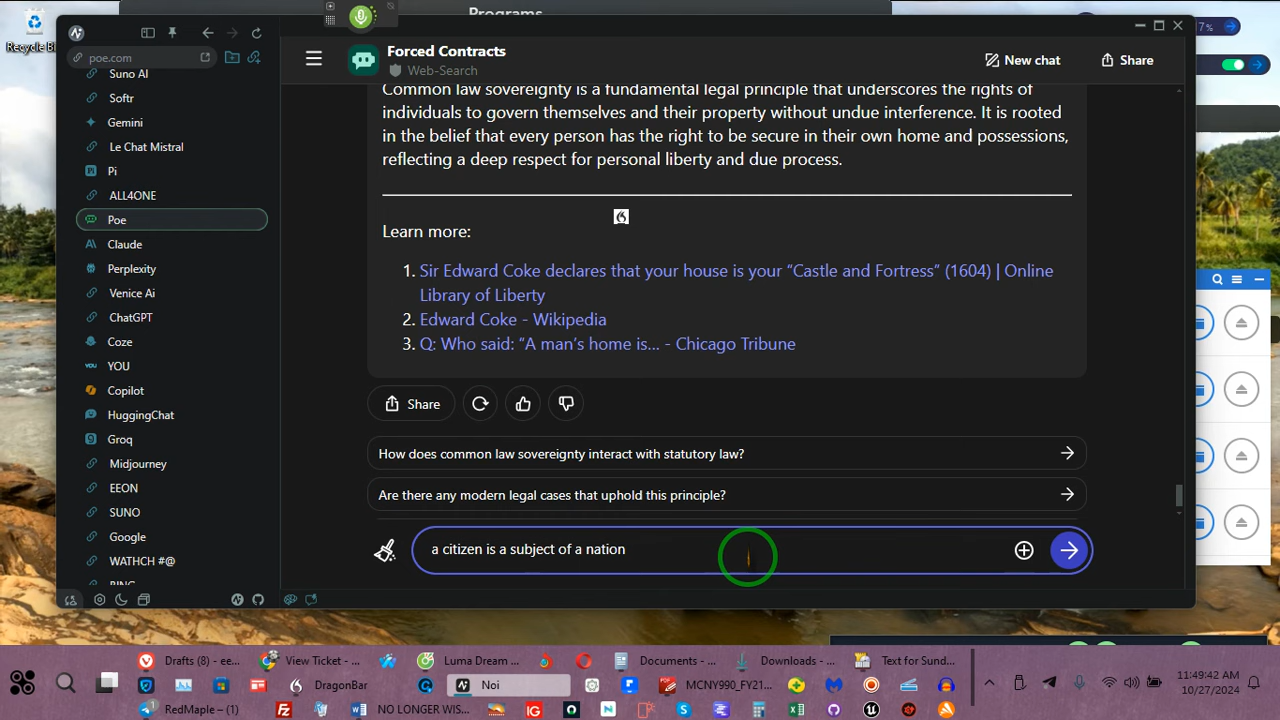 Programs
Recycle Bi
7%
poe.com
Forced Contracts
Web-Search
New chat
Share
Suno AI
Softr
Gemini
Le Chat Mistral
Pi
ALL4ONE
Poe
Claude
Perplexity
Venice Ai
ChatGPT
Coze
YOU
Copilot
HuggingChat
Groq
Midjourney
EEON
SUNO
Google
WATHCH #@
BING
Common law sovereignty is a fundamental legal principle that underscores the rights of
individuals to govern themselves and their property without undue interference. It is rooted
in the belief that every person has the right to be secure in their own home and possessions,
reflecting a deep respect for personal liberty and due process.
Learn more:
1. Sir Edward Coke declares that your house is your “Castle and Fortress” (1604) | Online
Library of Liberty
2. Edward Coke - Wikipedia
3. Q: Who said: “A man’s home is... - Chicago Tribune
Share
How does common law sovereignty interact with statutory law?
Are there any modern legal cases that uphold this principle?
a citizen is a subject of a nation
Drafts (8) - ee...
View Ticket - ...
Luma Dream ...
Documents - ...
Downloads - ...
Text for Sund...
DragonBar
Noi
MCNY990_FY21...
RedMaple – (1)
NO LONGER WIS...
11:49:42 AM
10/27/2024